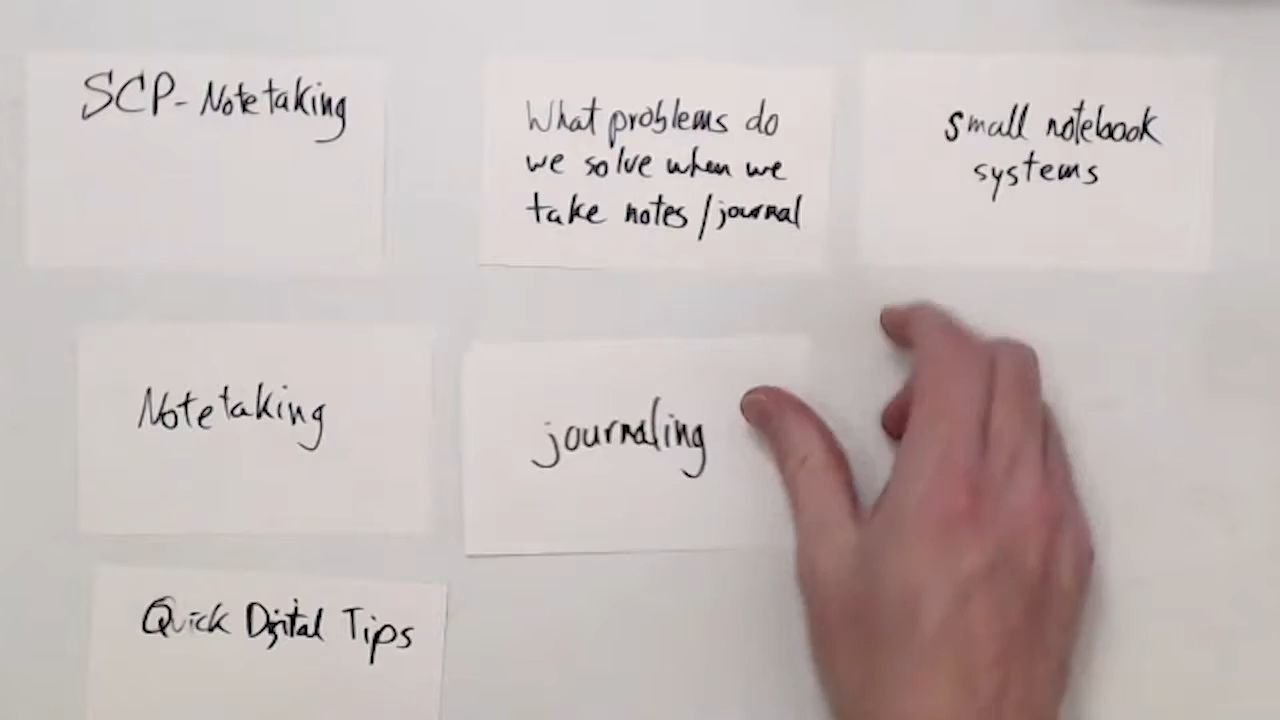 SCP- Notetaking
What problems do
we solve when we
take notes / journal
small notebook
systems
Notetaking
journaling
Quick Digital Tips